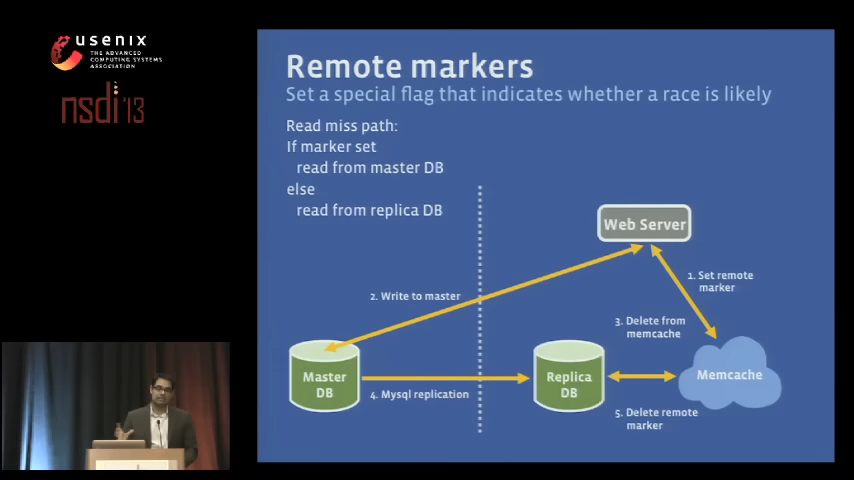 usenix
THE ADVANCED
COMPUTING SYSTEMS
ASSOCIATION
nsdi '13
Remote markers
Set a special flag that indicates whether a race is likely
Read miss path:
If marker set
read from master DB
else
read from replica DB
Web Server
1. Set remote
marker
2. Write to master
3. Delete from
memcache
Master
DB
4. Mysql replication
Replica
DB
Memcache
5. Delete remote
marker